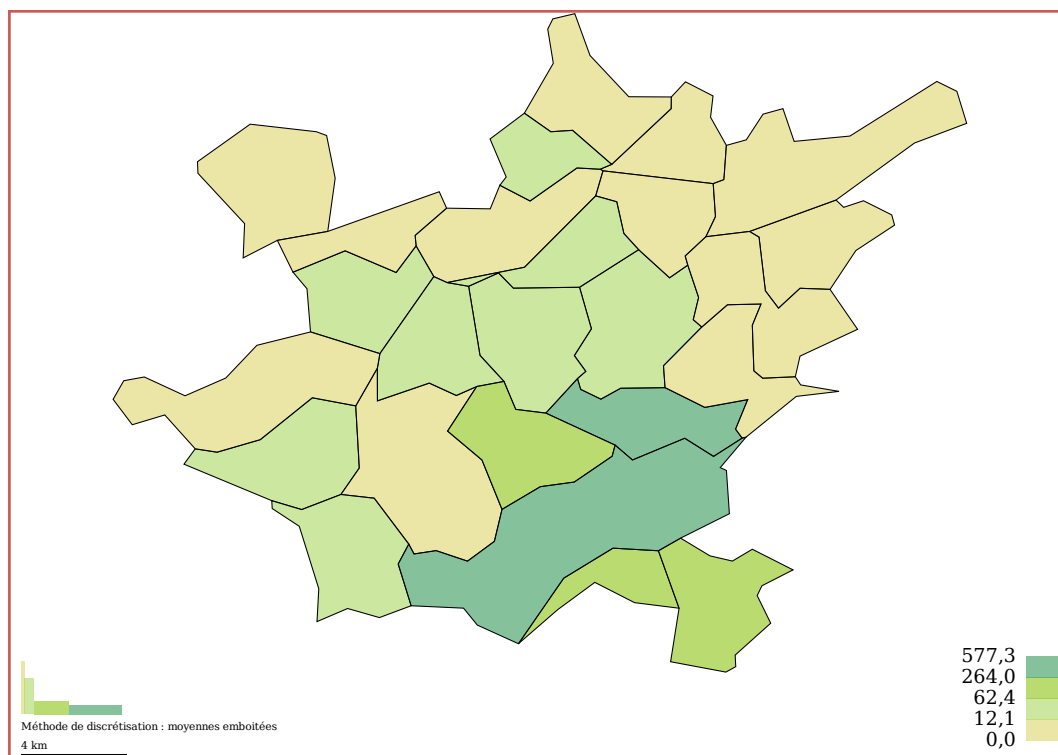 577,3
264,0
62,4
12,1
0,0
Méthode de discrétisation : moyennes emboitées
4 km